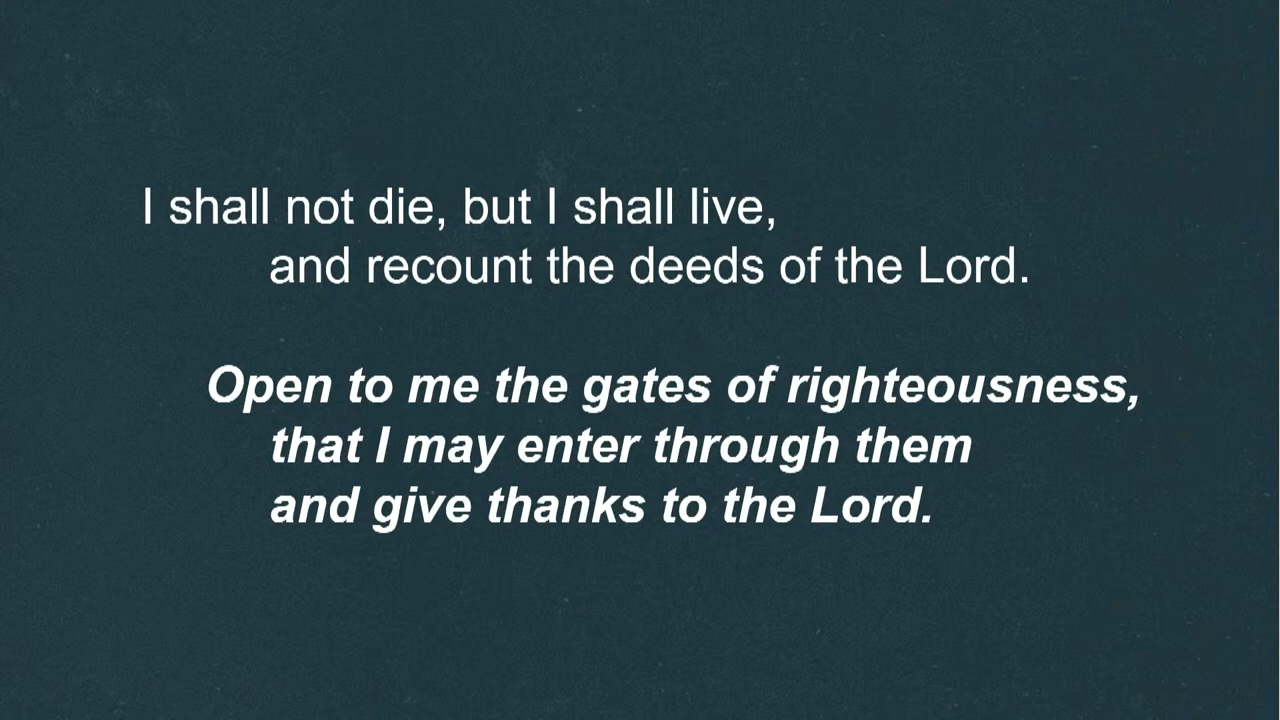 I shall not die, but I shall live,
and recount the deeds of the Lord.
Open to me the gates of righteousness,
that I may enter through them
and give thanks to the Lord.